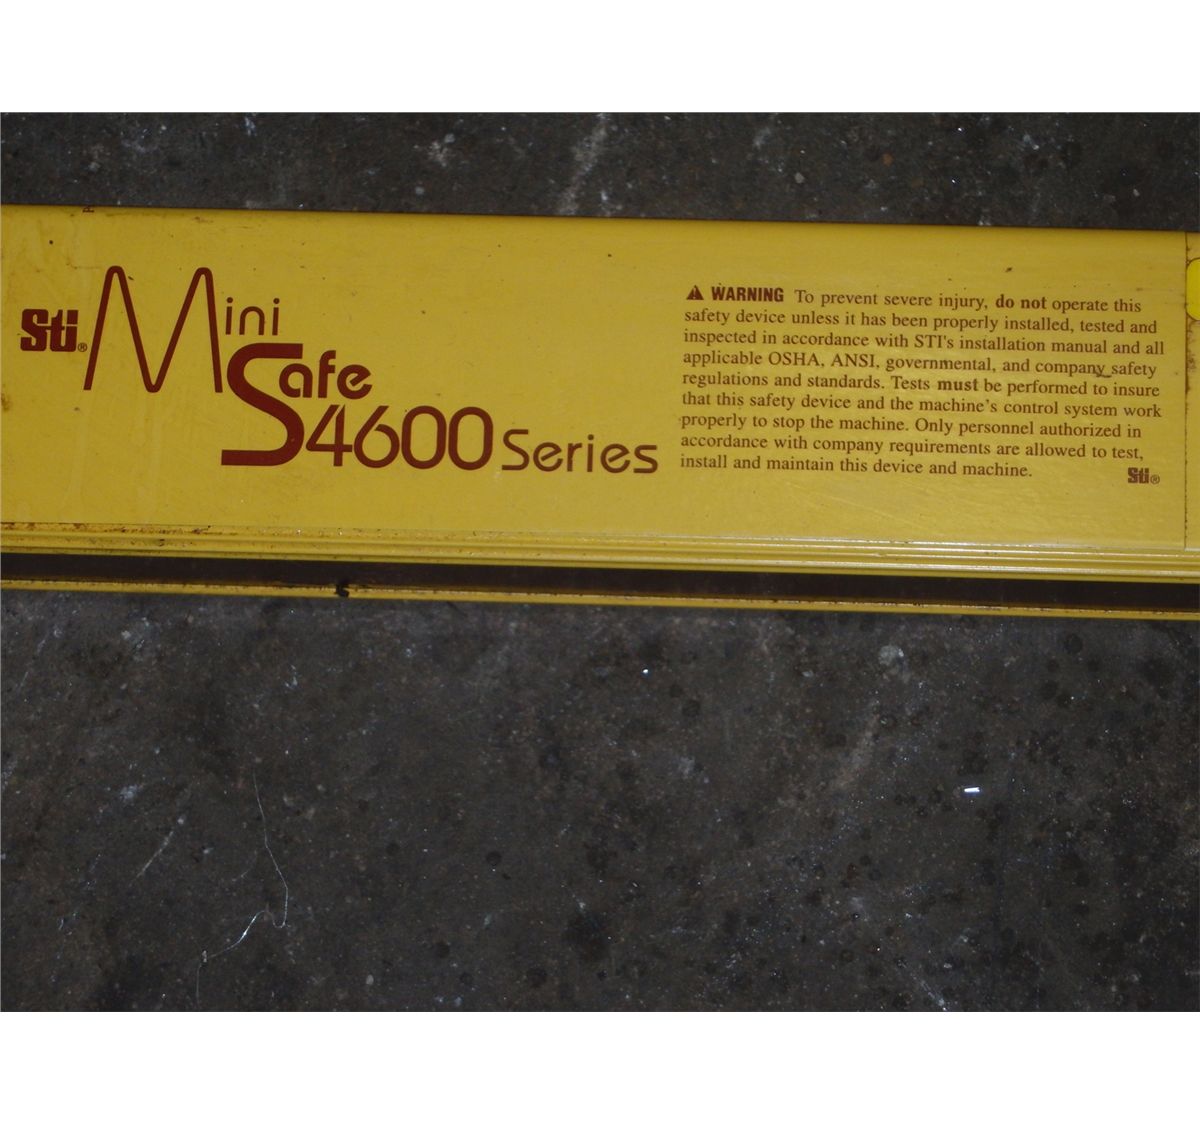 Sti® Mini
Safe
4600 Series
⚠ WARNING To prevent severe injury, do not operate this
safety device unless it has been properly installed, tested and
inspected in accordance with STI's installation manual and all
applicable OSHA, ANSI, governmental, and company safety
regulations and standards. Tests must be performed to insure
that this safety device and the machine's control system work
properly to stop the machine. Only personnel authorized in
accordance with company requirements are allowed to test,
install and maintain this device and machine.
Sti®